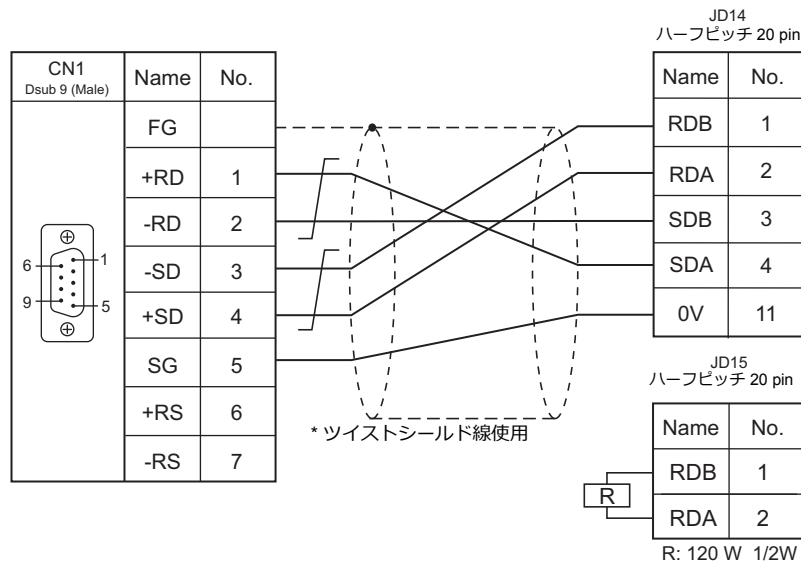 JD14
ハーフピッチ 20 pin
CN1
Dsub 9 (Male)
Name No.
FG
+RD 1
-RD 2
-SD 3
+SD 4
SG 5
+RS 6
-RS 7
6
1
9
5
Name No.
RDB 1
RDA 2
SDB 3
SDA 4
0V 11
* ツイストシールド線使用
JD15
ハーフピッチ 20 pin
Name No.
RDB 1
RDA 2
R
R: 120 W 1/2W